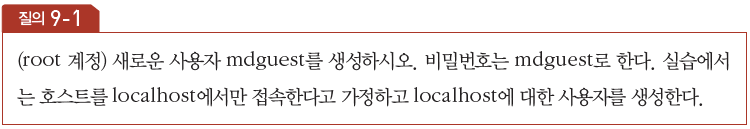 질의 9-1
(root 계정) 새로운 사용자 mdguest를 생성하시오. 비밀번호는 mdguest로 한다. 실습에서
는 호스트를 localhost에서만 접속한다고 가정하고 localhost에 대한 사용자를 생성한다.